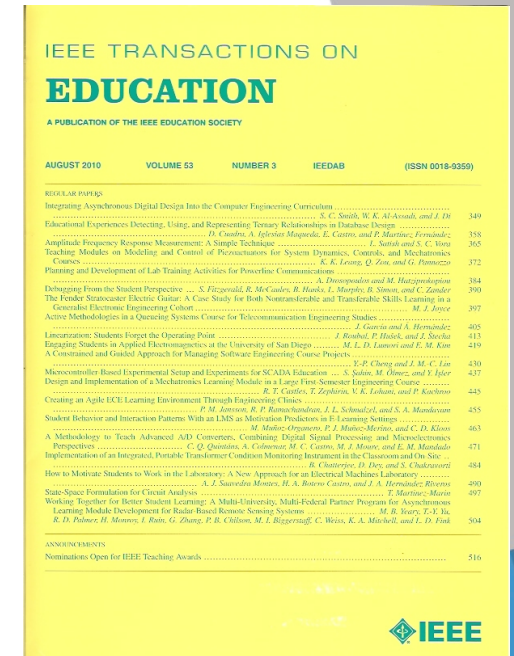 IEEE TRANSACTIONS ON
EDUCATION
A PUBLICATION OF THE IEEE EDUCATION SOCIETY
AUGUST 2010 VOLUME 53 NUMBER 3 IEEDAB (ISSN 0018-9359)
REGULAR PAPERS
Integrating Asynchronous Digital Design Into the Computer Engineering Curriculum
S. C. Smith, W. K. Al-Assadi, and J. Di 349
Educational Experiences Detecting, Using, and Representing Ternary Relationships in Database Design
D. Cuadra, A. Iglesias Maqueda, E. Castro, and P. Martínez Fernández 358
Amplitude Frequency Response Measurement: A Simple Technique L. Satish and S. C. Vora 365
Teaching Modules on Modeling and Control of Piezoactuators for System Dynamics, Controls, and Mechatronics
Courses K. K. Leang, Q. Zou, and G. Pannozzo 372
Planning and Development of Lab Training Activities for Powerline Communications
A. Drosopoulos and M. Hatziprokopiou 384
Debugging From the Student Perspective S. Fitzgerald, R. McCauley, B. Hanks, L. Murphy, B. Simon, and C. Zander 390
The Fender Stratocaster Electric Guitar: A Case Study for Both Nontransferable and Transferable Skills Learning in a
Generalist Electronic Engineering Cohort M. J. Joyce 397
Active Methodologies in a Queueing Systems Course for Telecommunication Engineering Studies
J. García and A. Hernández 405
Linearization: Students Forget the Operating Point J. Roubal, P. Hušek, and J. Štecha 413
Engaging Students in Applied Electromagnetics at the University of San Diego M. L. D. Lumori and E. M. Kim 419
A Constrained and Guided Approach for Managing Software Engineering Course Projects
Y.-P. Cheng and J. M. C. Lin 430
Microcontroller-Based Experimental Setup and Experiments for SCADA Education S. Şahin, M. Ölmez, and Y. İşler 437
Design and Implementation of a Mechatronics Learning Module in a Large First-Semester Engineering Course
R. T. Castles, T. Zephirin, V. K. Lohani, and P. Kachroo 445
Creating an Agile ECE Learning Environment Through Engineering Clinics
P. M. Jansson, R. P. Ramachandran, J. L. Schmalzel, and S. A. Mandayam 455
Student Behavior and Interaction Patterns With an LMS as Motivation Predictors in E-Learning Settings
M. Muñoz-Organero, P. J. Muñoz-Merino, and C. D. Kloos 463
A Methodology to Teach Advanced A/D Converters, Combining Digital Signal Processing and Microelectronics
Perspectives C. Q. Quintáns, A. Colmenar, M. C. Castro, M. J. Moure, and E. M. Mandado 471
Implementation of an Integrated, Portable Transformer Condition Monitoring Instrument in the Classroom and On-Site
B. Chatterjee, D. Dey, and S. Chakravorti 484
How to Motivate Students to Work in the Laboratory: A New Approach for an Electrical Machines Laboratory
A. J. Saavedra Montes, H. A. Botero Castro, and J. A. Hernández Riveros 490
State-Space Formulation for Circuit Analysis T. Martinez-Marin 497
Working Together for Better Student Learning: A Multi-University, Multi-Federal Partner Program for Asynchronous
Learning Module Development for Radar-Based Remote Sensing Systems M. B. Yeary, T.-Y. Yu,
R. D. Palmer, H. Monroy, I. Ruin, G. Zhang, P. B. Chilson, M. I. Biggerstaff, C. Weiss, K. A. Mitchell, and L. D. Fink 504
ANNOUNCEMENTS
Nominations Open for IEEE Teaching Awards 516
IEEE